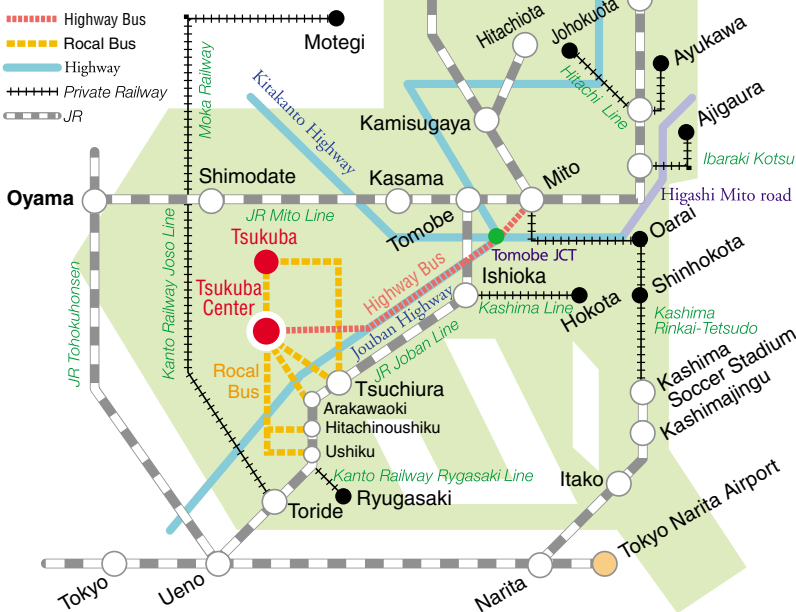 Highway Bus
Rocal Bus
Highway
Private Railway
JR
Motegi
Hitachiota
Johokuota
Ayukawa
Hitachi Line
Ajigaura
Moka Railway
Kitakanto Highway
Kamisugaya
Ibaraki Kotsu
Oyama
Shimodate
Kasama
Mito
Higashi Mito road
JR Mito Line
Tomobe
Oarai
Tsukuba
Tomobe JCT
Tsukuba
Center
Highway Bus
Ishioka
Shinhokota
JR Tohokuhonsen
Kanto Railway Joso Line
Jouban Highway
Kashima Line
Hokota
Kashima
Rinkai-Tetsudo
JR Joban Line
Rocal
Bus
Tsuchiura
Kashima
Soccer Stadium
Arakawaoki
Hitachinoushiku
Kashimajingu
Ushiku
Kanto Railway Rygasaki Line
Itako
Ryugasaki
Toride
Tokyo Narita Airport
Tokyo
Ueno
Narita